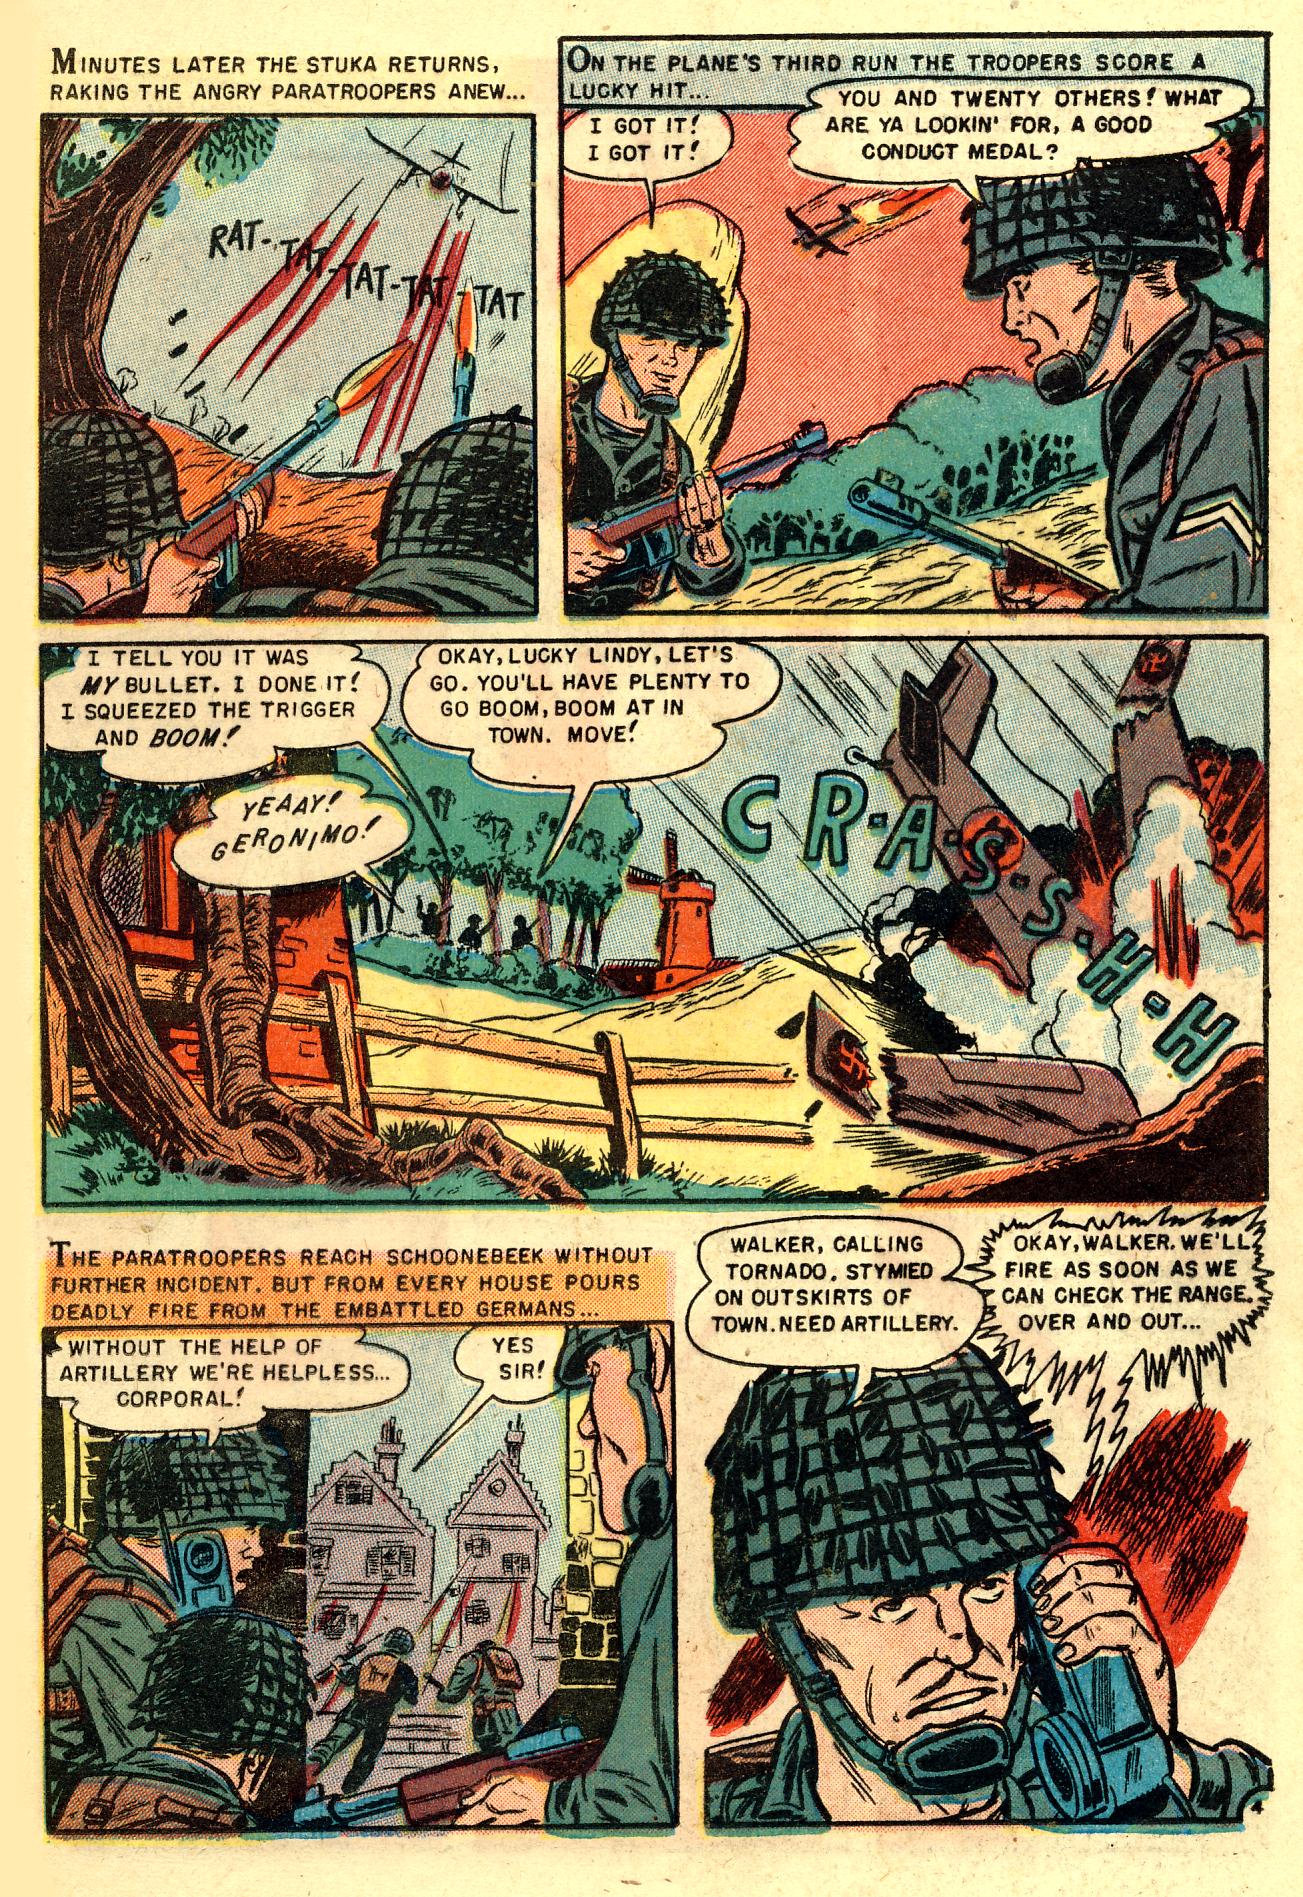 MINUTES LATER THE STUKA RETURNS,
RAKING THE ANGRY PARATROOPERS ANEW...
RAT-TAT-TAT-TAT-TAT
ON THE PLANE'S THIRD RUN THE TROOPERS SCORE A
LUCKY HIT...
I GOT IT!
I GOT IT!
YOU AND TWENTY OTHERS! WHAT
ARE YA LOOKIN' FOR, A GOOD
CONDUCT MEDAL?
I TELL YOU IT WAS
MY BULLET. I DONE IT!
I SQUEEZED THE TRIGGER
AND BOOM!
YEAAY!
GERONIMO!
OKAY, LUCKY LINDY, LET'S
GO. YOU'LL HAVE PLENTY TO
GO BOOM, BOOM AT IN
TOWN. MOVE!
CR-A-S-S-H-H
THE PARATROOPERS REACH SCHOONEBEEK WITHOUT
FURTHER INCIDENT. BUT FROM EVERY HOUSE POURS
DEADLY FIRE FROM THE EMBATTLED GERMANS...
WITHOUT THE HELP OF
ARTILLERY WE'RE HELPLESS...
CORPORAL!
YES
SIR!
WALKER, CALLING
TORNADO. STYMIED
ON OUTSKIRTS OF
TOWN. NEED ARTILLERY.
OKAY, WALKER. WE'LL
FIRE AS SOON AS WE
CAN CHECK THE RANGE.
OVER AND OUT...
4